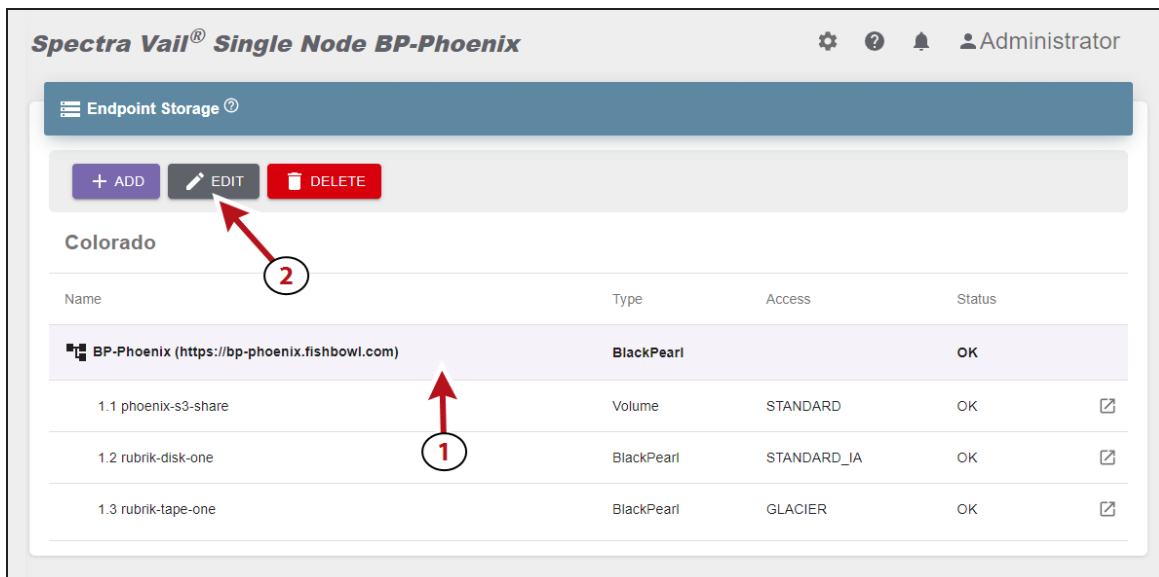 Spectra Vail® Single Node BP-Phoenix Administrator
Endpoint Storage
+ ADD EDIT DELETE
Colorado
2
Name Type Access Status
BP-Phoenix (https://bp-phoenix.fishbowl.com) BlackPearl OK
1.1 phoenix-s3-share Volume STANDARD OK
1
1.2 rubrik-disk-one BlackPearl STANDARD_IA OK
1.3 rubrik-tape-one BlackPearl GLACIER OK